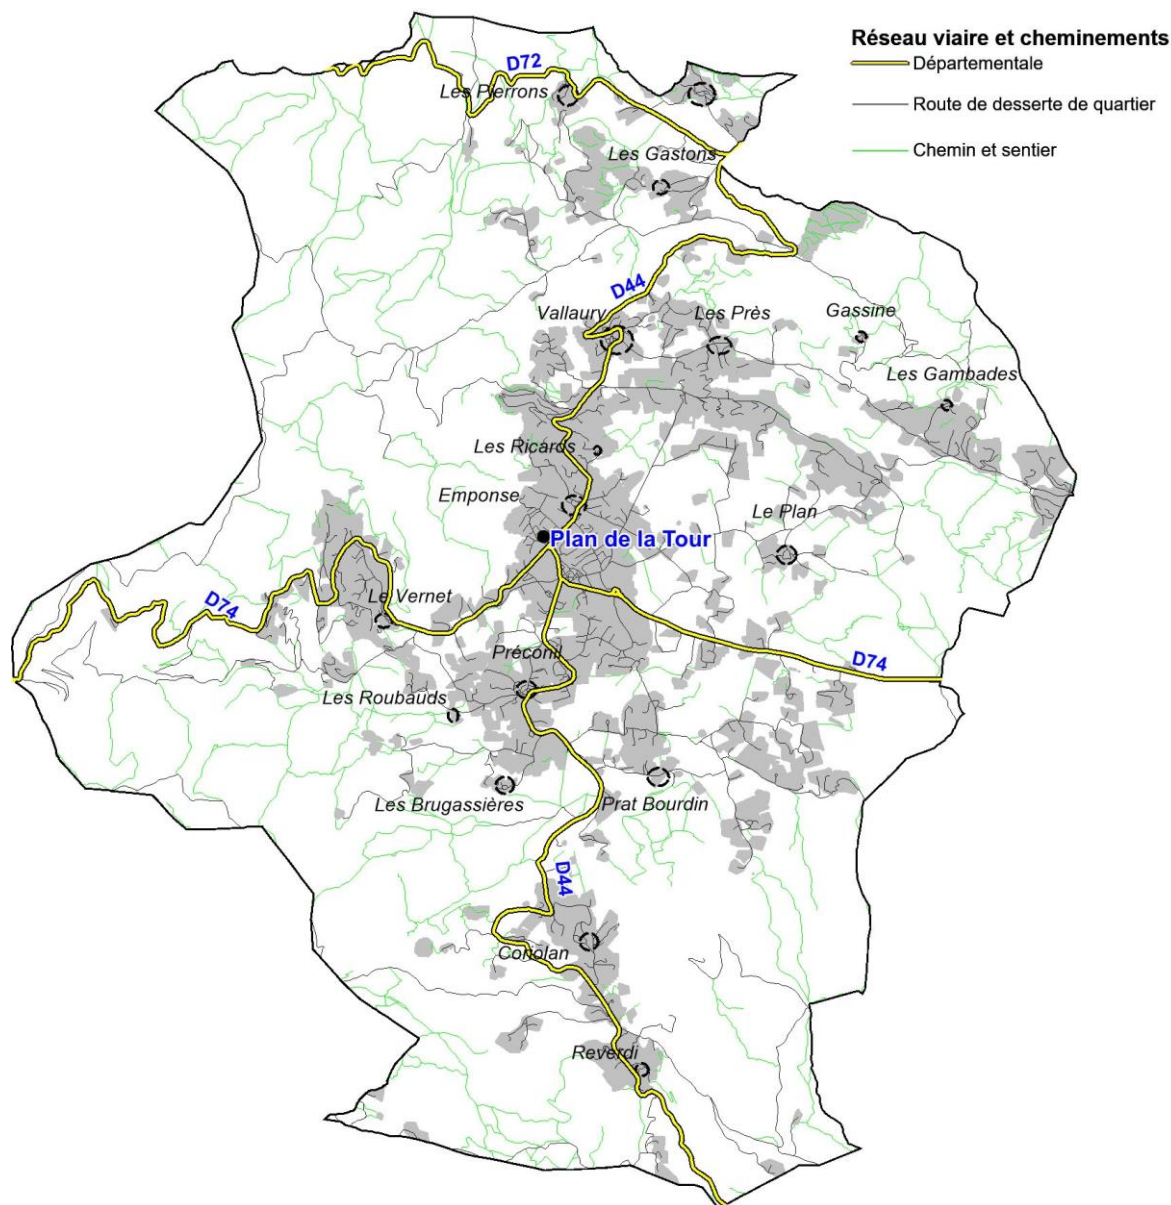 Réseau viaire et cheminements
Départementale
Route de desserte de quartier
Chemin et sentier
D72
Les Pierrons
Les Gastons
D44
Vallaury
Les Près
Gassine
Les Gambades
Les Ricards
Emponse
Le Plan
Plan de la Tour
Le Vernet
D74
Préconil
D74
Les Roubauds
Les Brugassières
Prat Bourdin
D44
Coriolan
Reverdi